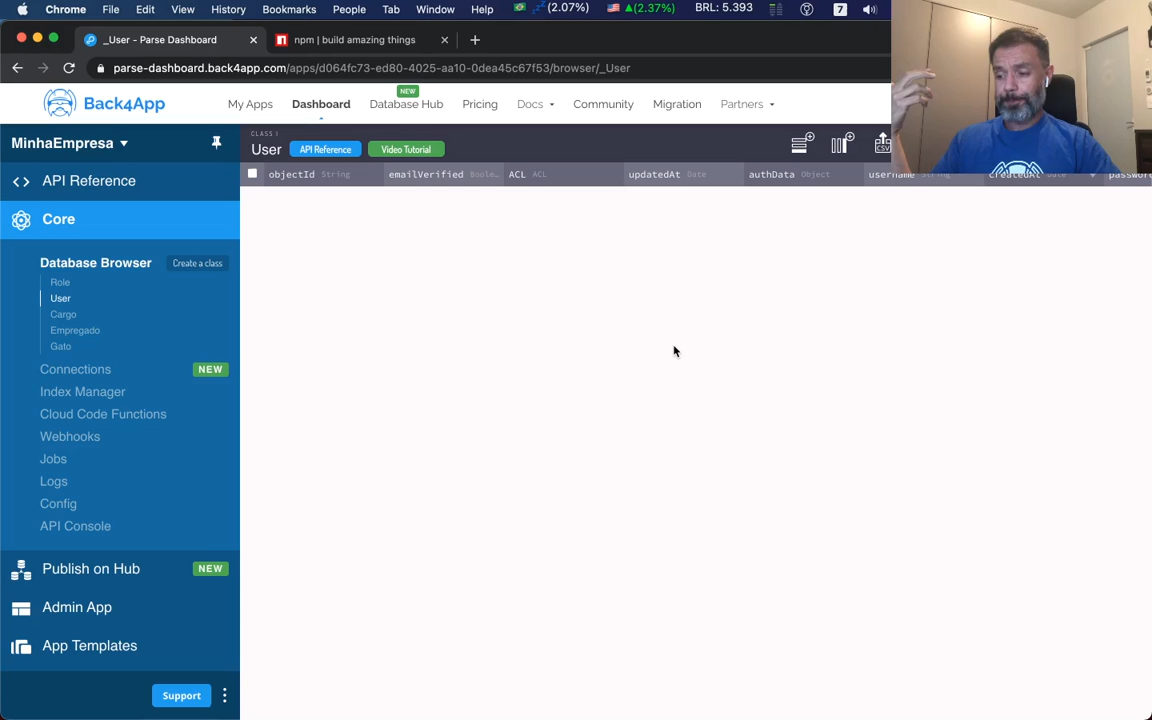 Chrome File Edit View History Bookmarks People Tab Window Help (2.07%) (2.37%) BRL: 5.393 7
_User - Parse Dashboard npm | build amazing things
parse-dashboard.back4app.com/apps/d064fc73-ed80-4025-aa10-0dea45c67f53/browser/_User
NEW
Back4App My Apps Dashboard Database Hub Pricing Docs Community Migration Partners
MinhaEmpresa
CLASS
User API Reference Video Tutorial CSV
objectId String emailVerified Boole… ACL ACL updatedAt Date authData Object username String createdAt Date
API Reference
Core
Database Browser Create a class
Role
User
Cargo
Empregado
Gato
Connections NEW
Index Manager
Cloud Code Functions
Webhooks
Jobs
Logs
Config
API Console
Publish on Hub NEW
Admin App
App Templates
Support